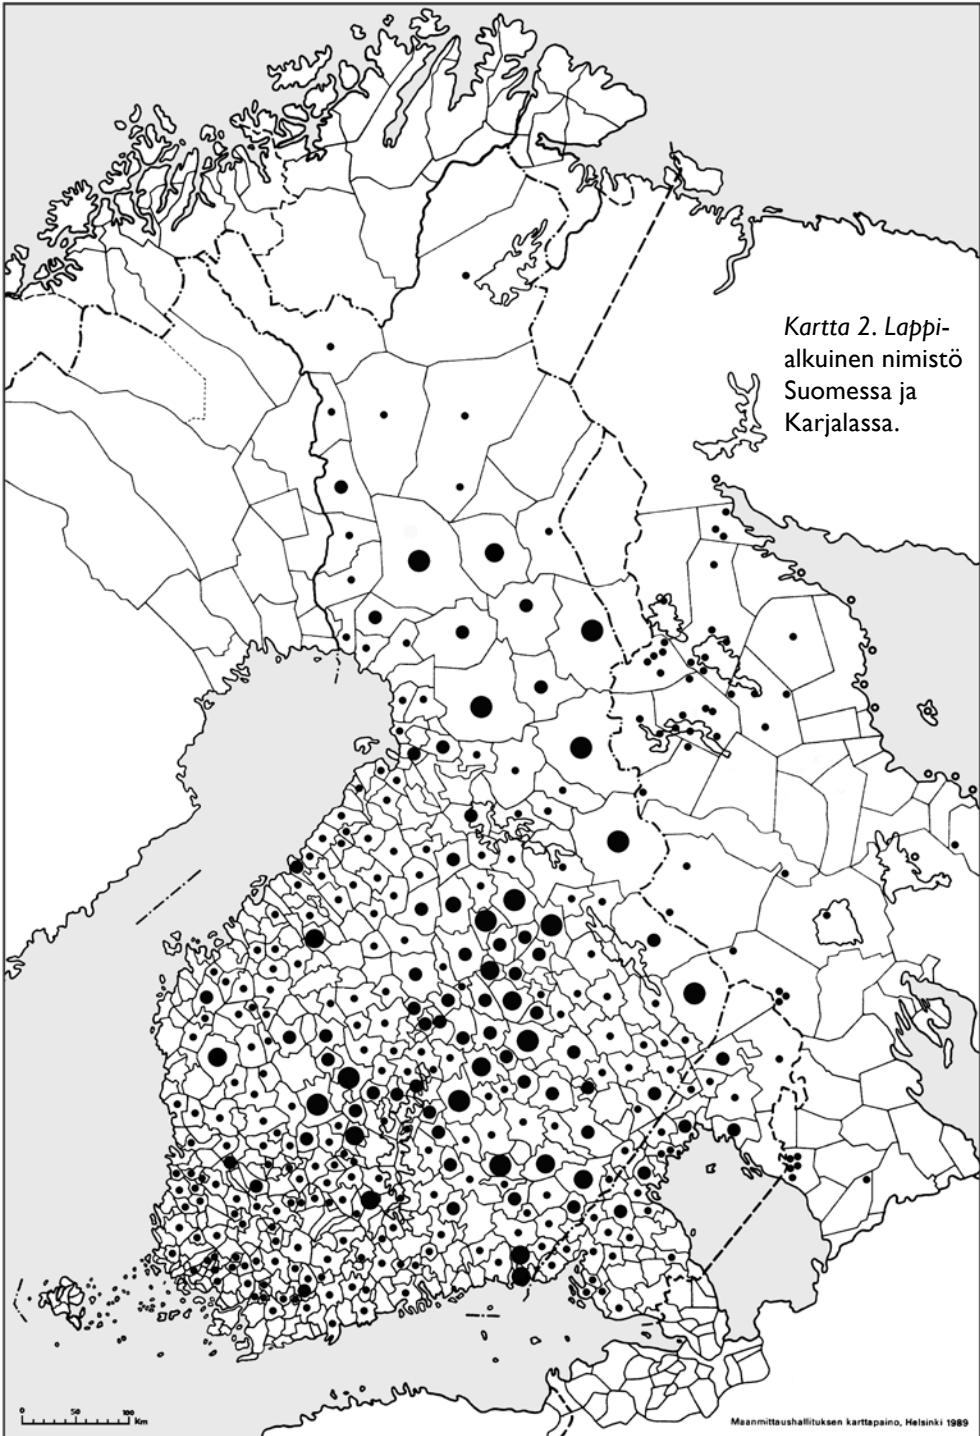 Kartta 2. Lappi-
alkuinen nimistö
Suomessa ja
Karjalassa.
0 50 100 Km
Maanmittaushallituksen karttapaino, Helsinki 1989